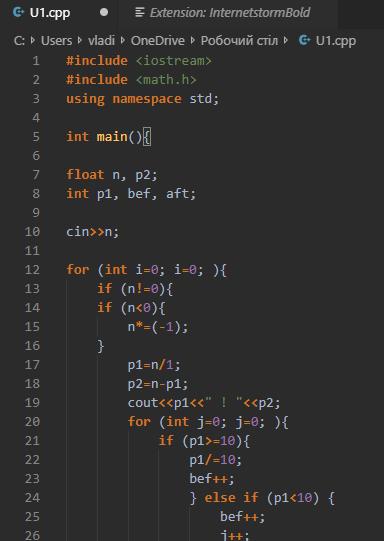 U1.cpp ● Extension: InternetstormBold
C: > Users > vladi > OneDrive > Робочий стіл > U1.cpp
1 #include <iostream>
2 #include <math.h>
3 using namespace std;
4
5 int main(){
6
7 float n, p2;
8 int p1, bef, aft;
9
10 cin>>n;
11
12 for (int i=0; i=0; ){
13 if (n!=0){
14 if (n<0){
15 n*=(-1);
16 }
17 p1=n/1;
18 p2=n-p1;
19 cout<<p1<<" ! "<<p2;
20 for (int j=0; j=0; ){
21 if (p1>=10){
22 p1/=10;
23 bef++;
24 } else if (p1<10) {
25 bef++;
26 j++;